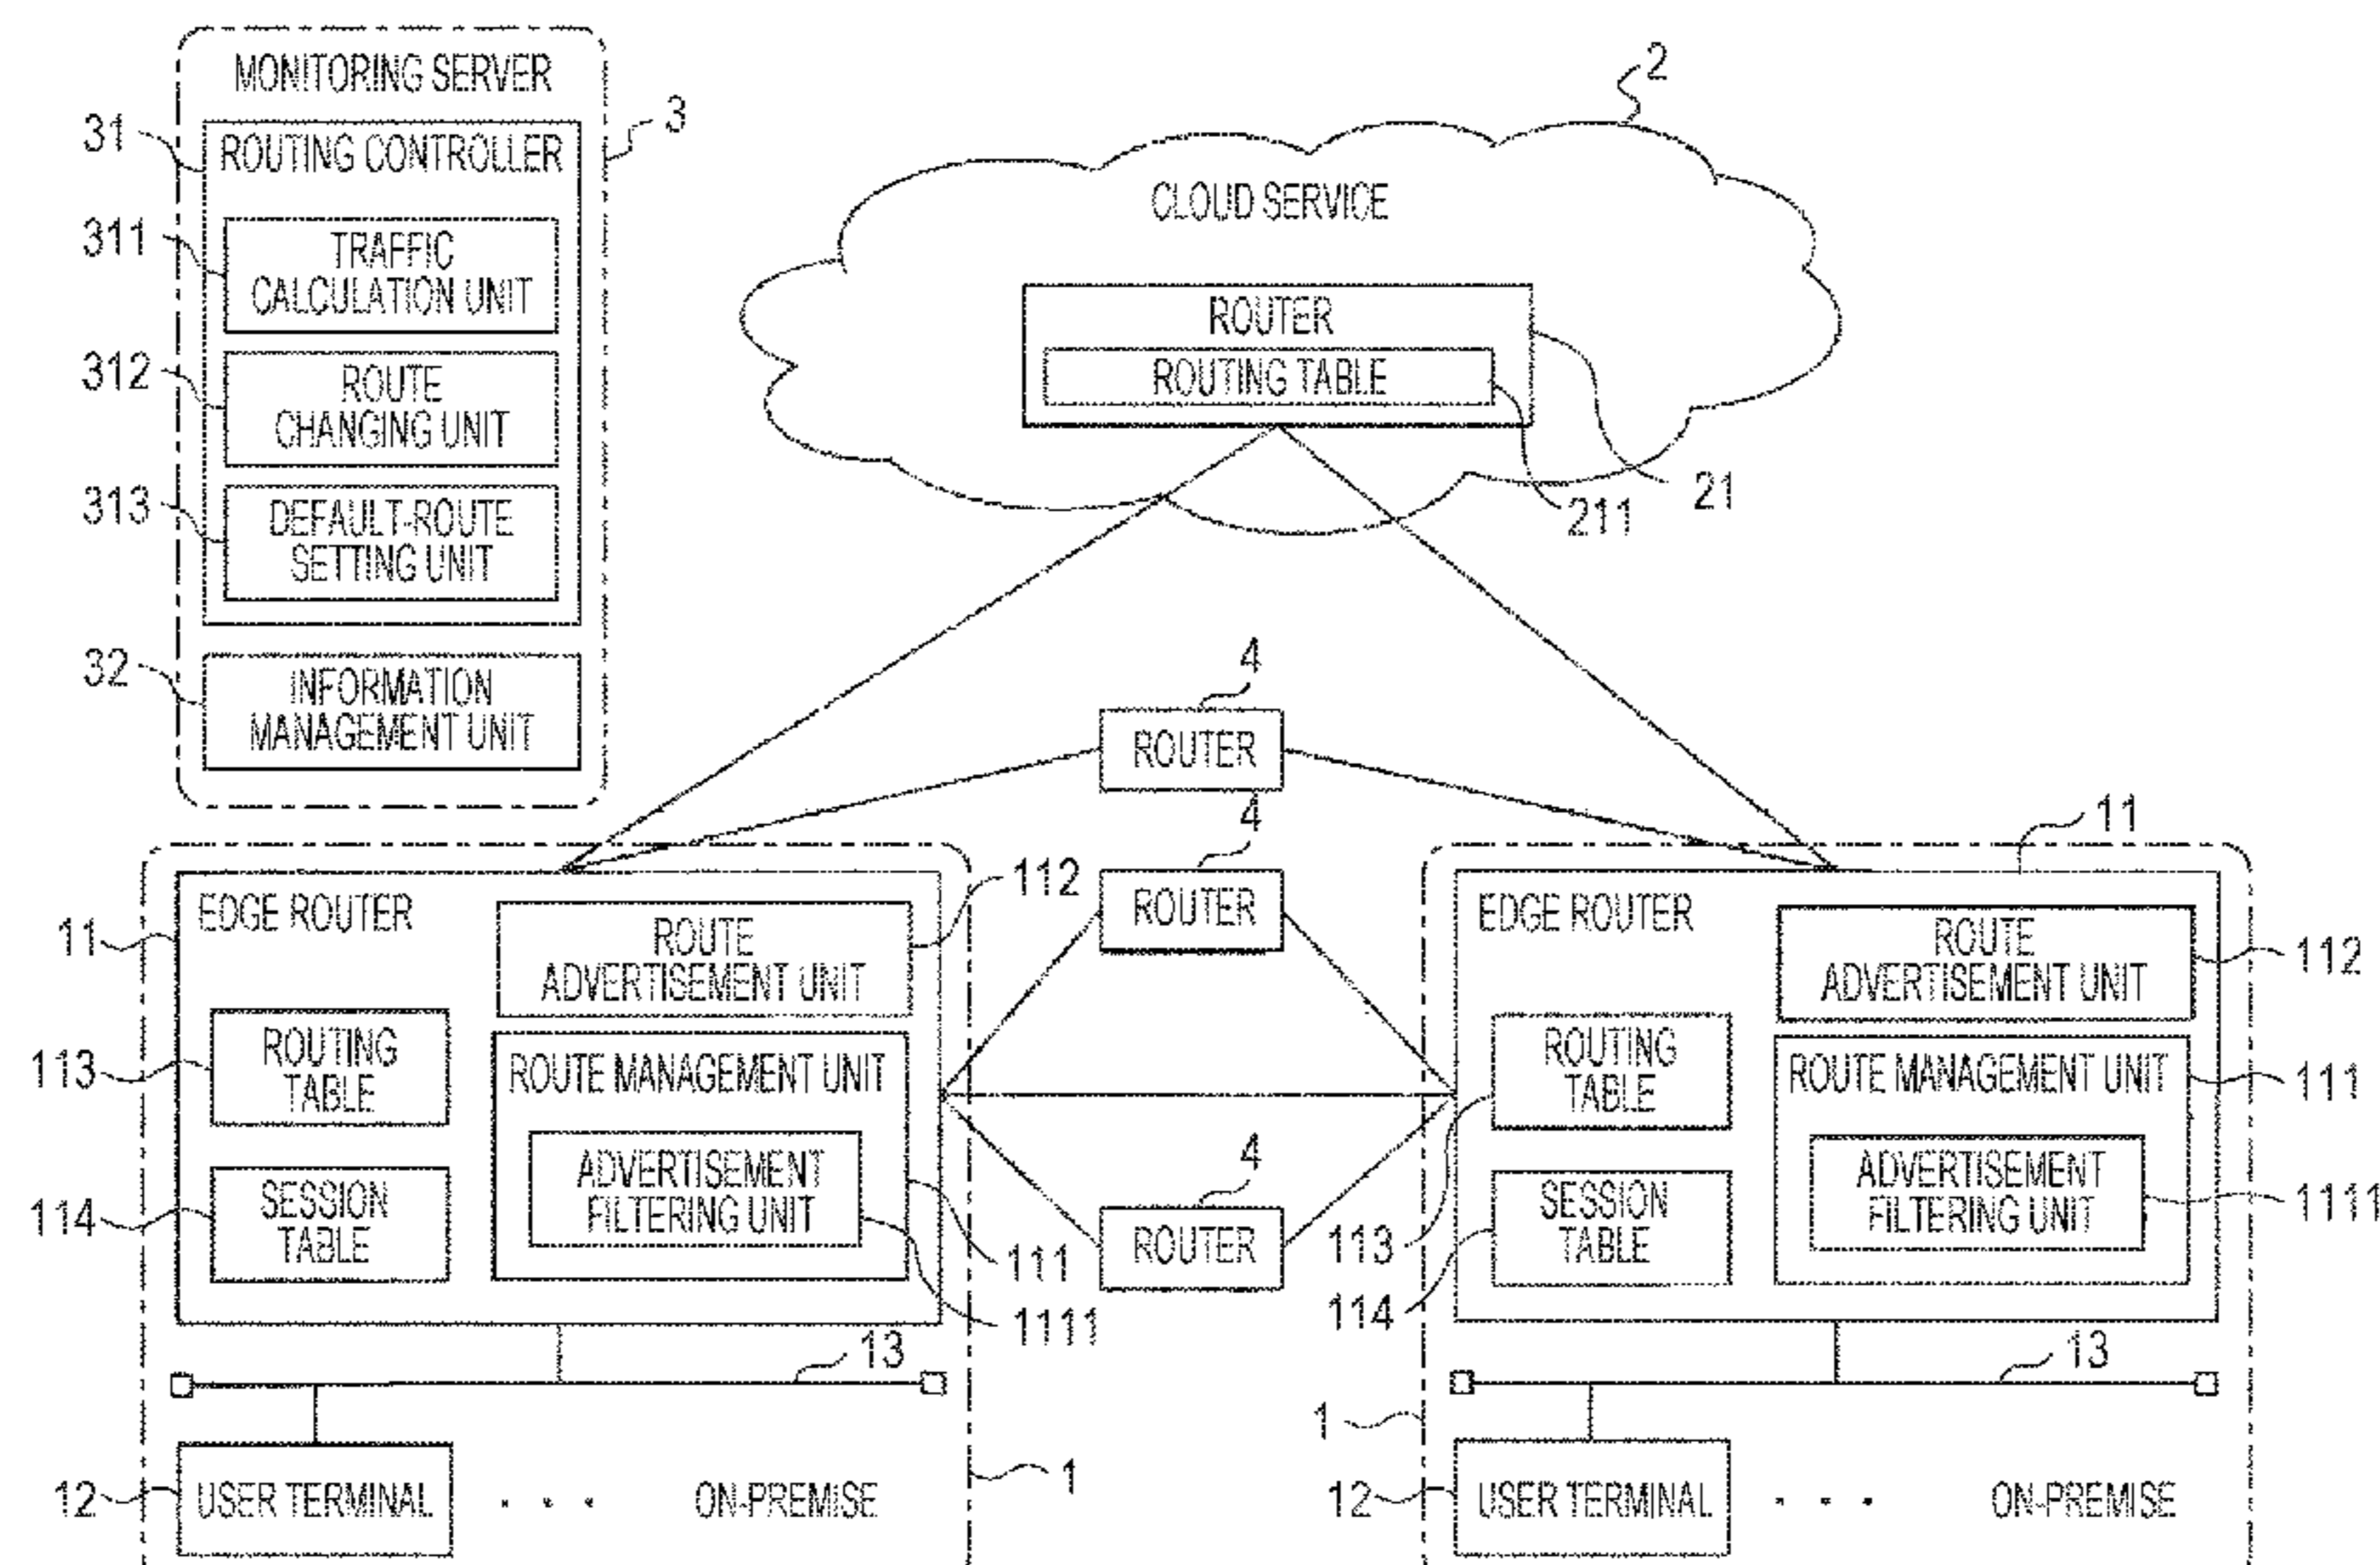 MONITORING SERVER
3
31
ROUTING CONTROLLER
311
TRAFFIC
CALCULATION UNIT
312
ROUTE
CHANGING UNIT
313
DEFAULT-ROUTE
SETTING UNIT
32
INFORMATION
MANAGEMENT UNIT
2
CLOUD SERVICE
ROUTER
ROUTING TABLE
21
211
4
ROUTER
4
ROUTER
4
ROUTER
11
EDGE ROUTER
112
ROUTE
ADVERTISEMENT UNIT
113
ROUTING
TABLE
ROUTE MANAGEMENT UNIT
114
SESSION
TABLE
ADVERTISEMENT
FILTERING UNIT
111
1111
13
12
USER TERMINAL
. . .
ON-PREMISE
1
11
EDGE ROUTER
ROUTE
ADVERTISEMENT UNIT
112
ROUTING
TABLE
113
ROUTE MANAGEMENT UNIT
111
SESSION
TABLE
114
ADVERTISEMENT
FILTERING UNIT
1111
13
1
12
USER TERMINAL
. . .
ON-PREMISE